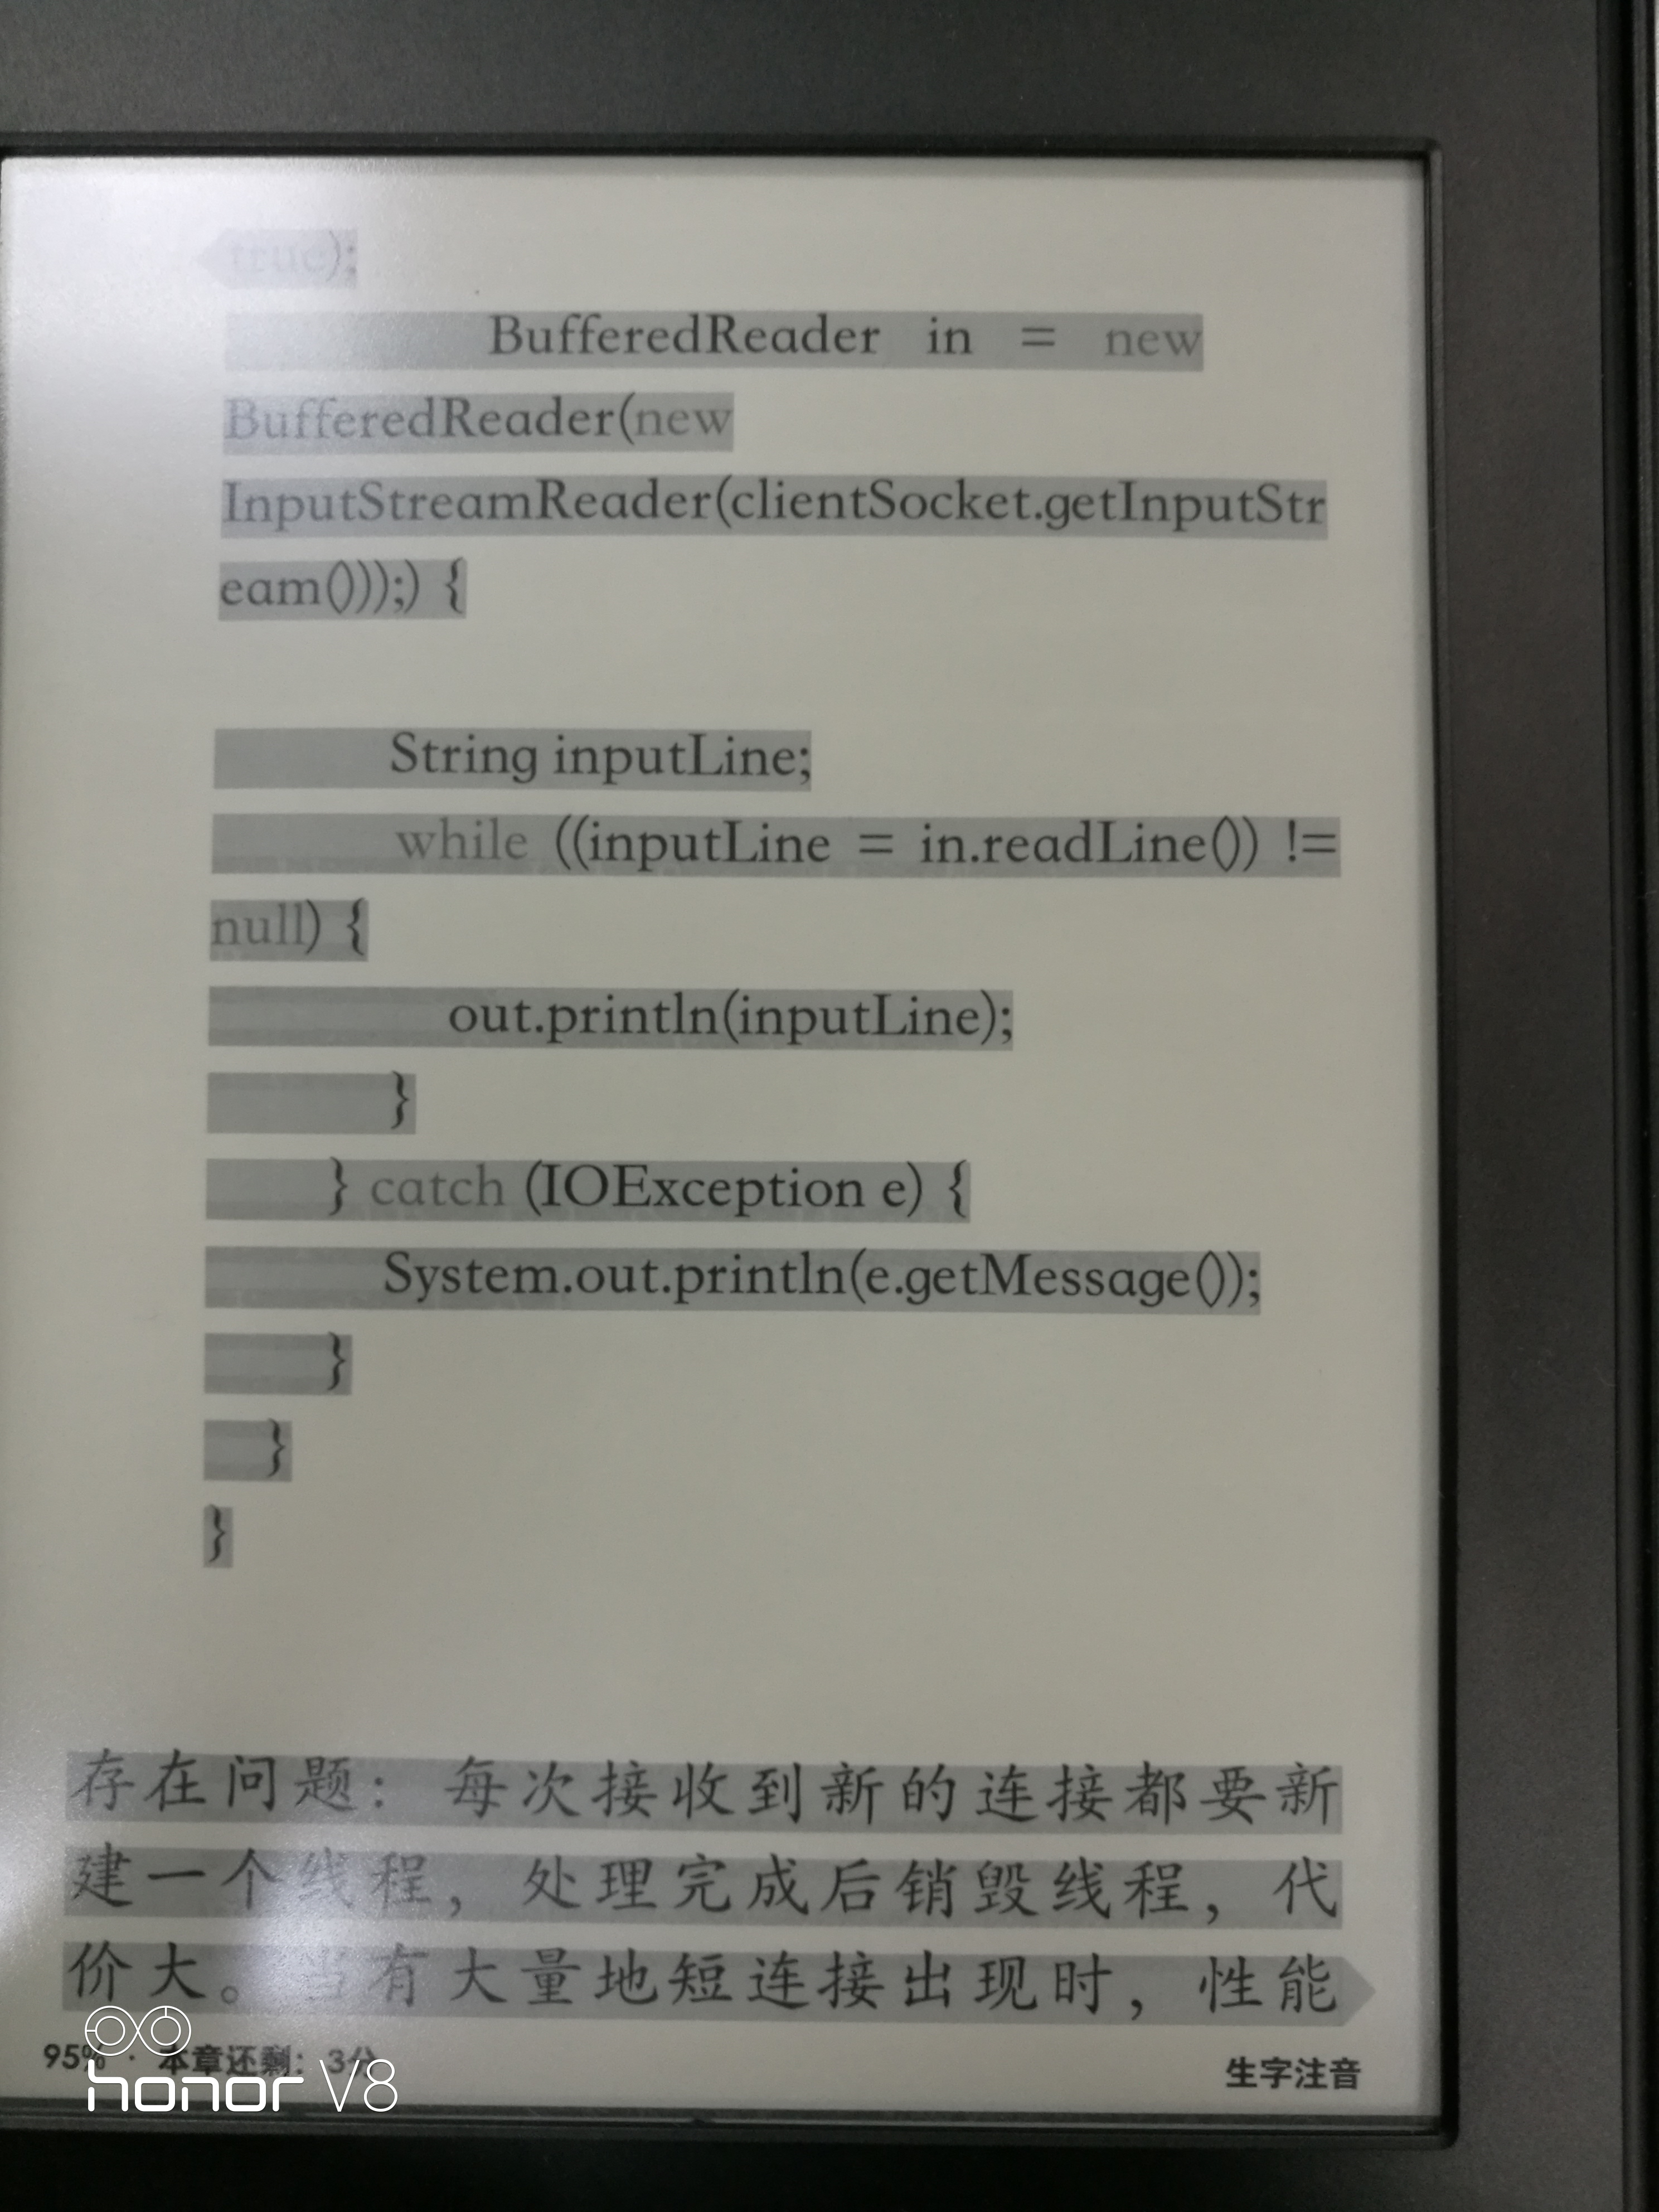 true);
BufferedReader in = new
BufferedReader(new
InputStreamReader(clientSocket.getInputStr
eam()));) {
String inputLine;
while ((inputLine = in.readLine()) !=
null) {
out.println(inputLine);
}
} catch (IOException e) {
System.out.println(e.getMessage());
}
}
}
存在问题：每次接收到新的连接都要新
建一个线程，处理完成后销毁线程，代
价大。当有大量地短连接出现时，性能
95% · 本章还剩：3分
生字注音
honor V8